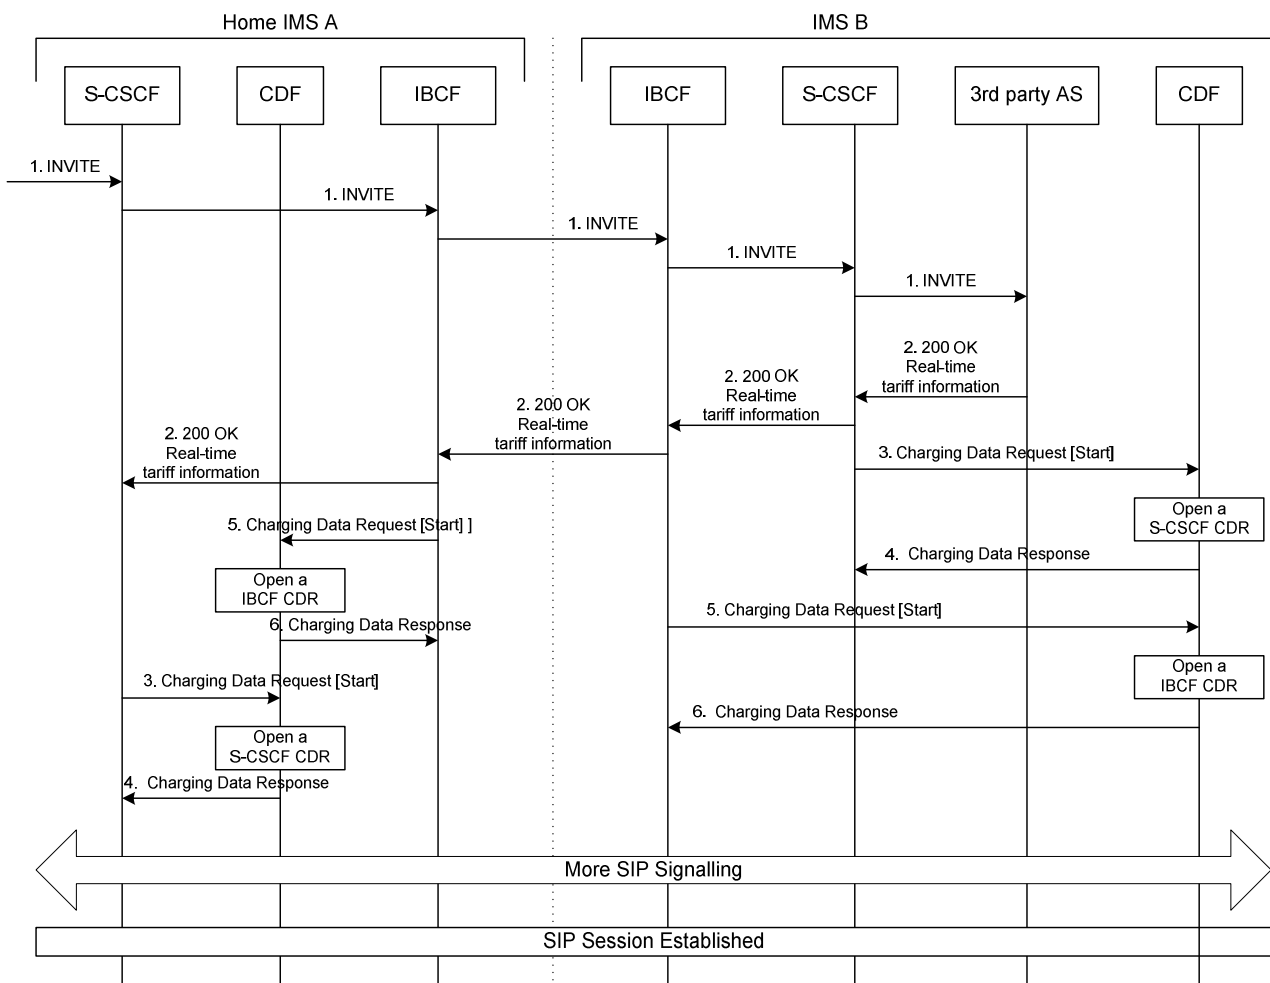 Home IMS A
IMS B
S-CSCF
CDF
IBCF
IBCF
S-CSCF
3rd party AS
CDF
1. INVITE
1. INVITE
1. INVITE
1. INVITE
1. INVITE
2. 200 OK
Real-time
tariff information
2. 200 OK
Real-time
tariff information
2. 200 OK
Real-time
tariff information
2. 200 OK
Real-time
tariff information
3. Charging Data Request [Start]
Open a
S-CSCF CDR
5. Charging Data Request [Start] ]
4. Charging Data Response
Open a
IBCF CDR
5. Charging Data Request [Start]
6. Charging Data Response
Open a
IBCF CDR
3. Charging Data Request [Start]
6. Charging Data Response
Open a
S-CSCF CDR
4. Charging Data Response
More SIP Signalling
SIP Session Established